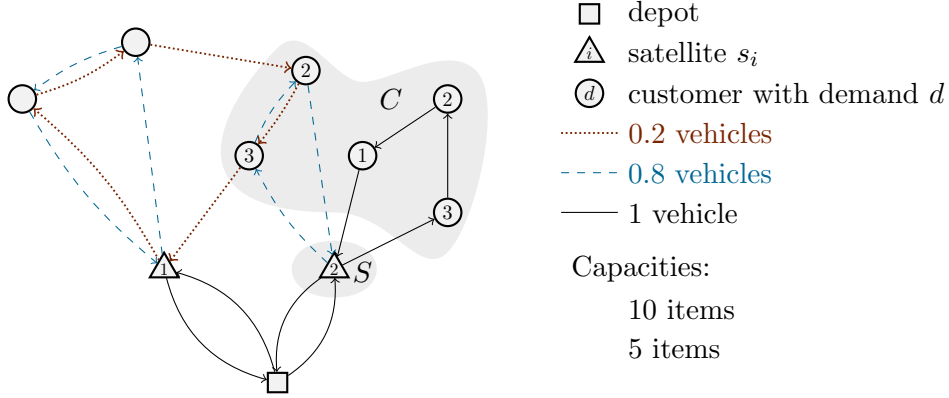 depot
i satellite s_i
d customer with demand d
0.2 vehicles
0.8 vehicles
1 vehicle
Capacities:
10 items
5 items
2
C
2
3
1
3
1
2
S